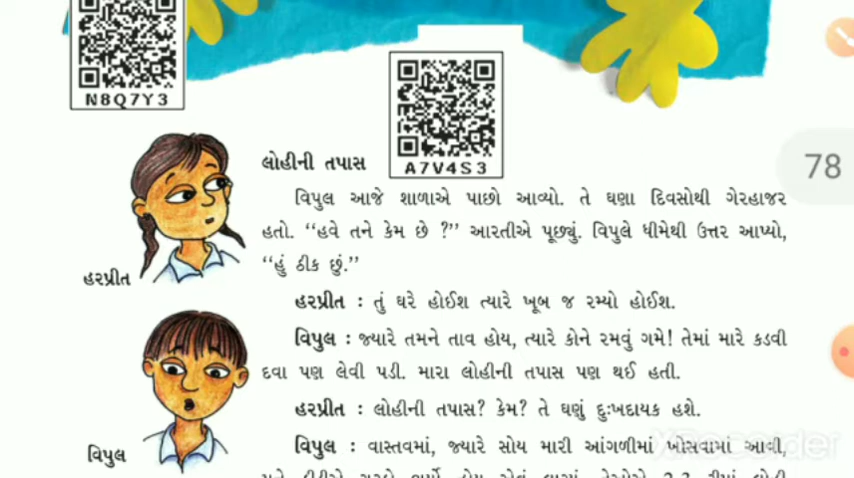 N8Q7Y3
A7V4S3
78
લોહીની તપાસ
વિપુલ આજે શાળાએ પાછો આવ્યો. તે ઘણા દિવસોથી ગેરહાજર
હતો. “હવે તને કેમ છે ?” આરતીએ પૂછ્યું. વિપુલે ધીમેથી ઉત્તર આપ્યો,
“હું ઠીક છું.”
હરપ્રીત
હરપ્રીત : તું ઘરે હોઈશ ત્યારે ખૂબ જ રમ્યો હોઈશ.
વિપુલ : જ્યારે તમને તાવ હોય, ત્યારે કોને રમવું ગમે! તેમાં મારે કડવી
દવા પણ લેવી પડી. મારા લોહીની તપાસ પણ થઈ હતી.
હરપ્રીત : લોહીની તપાસ? કેમ? તે ઘણું દુઃખદાયક હશે.
વિપુલ : વાસ્તવમાં, જ્યારે સોય મારી આંગળીમાં ખોસવામાં આવી,
વિપુલ
XRecorder